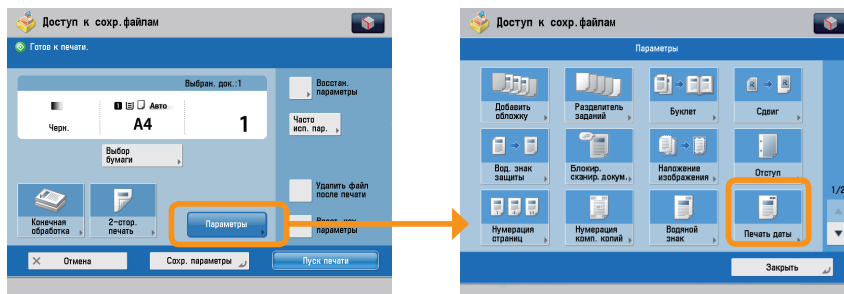 Доступ к сохр.файлам
Готов к печати.
Выбран. док.:1
Авто
Черн.
A4
1
Выбор
бумаги
Восстан.
параметры
Часто
исп. пар.
Удалить файл
после печати
Конечная
обработка
2-стор.
печать
Параметры
параметры
Отмена
Сохр. параметры
Пуск печати
Доступ к сохр.файлам
Параметры
Добавить
обложку
Разделитель
заданий
Буклет
Сдвиг
Вод. знак
защиты
Блокир.
сканир. докум.
Наложение
изображения
Отступ
Нумерация
страниц
Нумерация
комп. копий
Водяной
знак
Печать даты
1/2
Закрыть